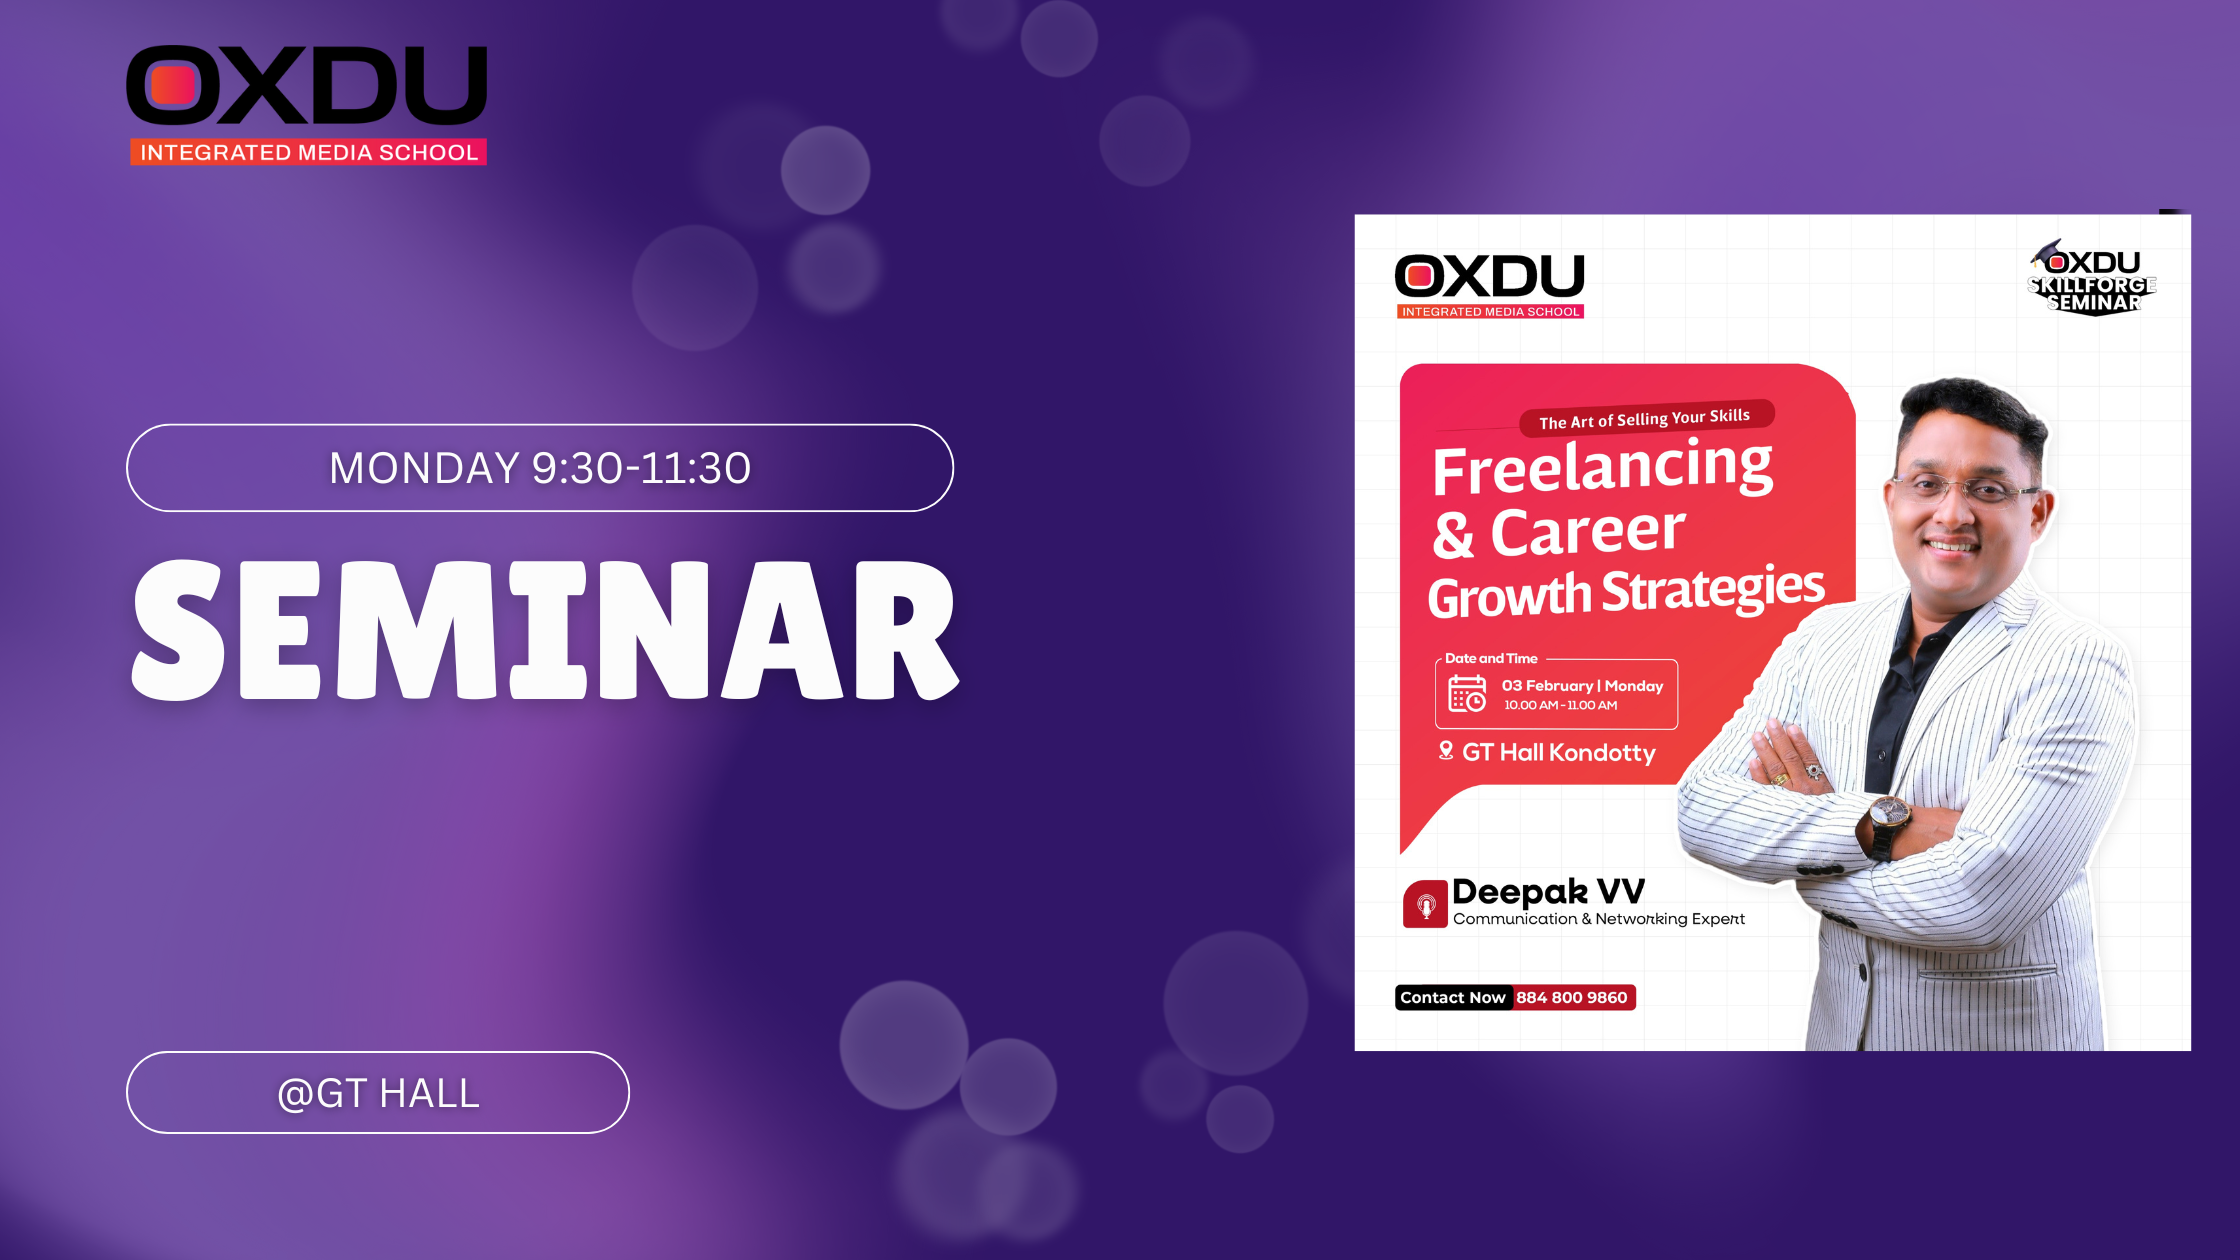 OXDU
INTEGRATED MEDIA SCHOOL
MONDAY 9:30-11:30
SEMINAR
@GT HALL
OXDU
INTEGRATED MEDIA SCHOOL
OXDU
SKILLFORGE
SEMINAR
The Art of Selling Your Skills
Freelancing
& Career
Growth Strategies
Date and Time
03 February | Monday
10.00 AM - 11.00 AM
GT Hall Kondotty
Deepak VV
Communication & Networking Expert
Contact Now 884 800 9860